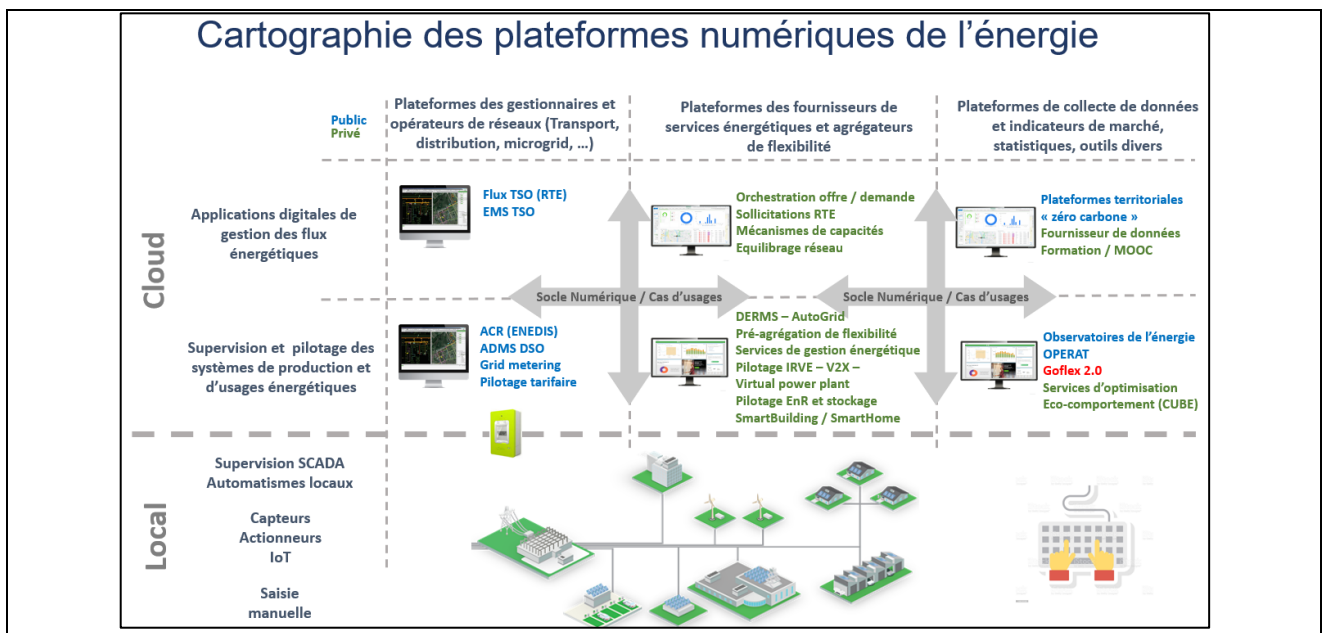 Cartographie des plateformes numériques de l’énergie
Public
Privé
Plateformes des gestionnaires et
opérateurs de réseaux (Transport,
distribution, microgrid, …)
Plateformes des fournisseurs de
services énergétiques et agrégateurs
de flexibilité
Plateformes de collecte de données
et indicateurs de marché,
statistiques, outils divers
Cloud
Applications digitales de
gestion des flux
énergétiques
Flux TSO (RTE)
EMS TSO
Orchestration offre / demande
Sollicitations RTE
Mécanismes de capacités
Equilibrage réseau
Plateformes territoriales
« zéro carbone »
Fournisseur de données
Formation / MOOC
Socle Numérique / Cas d’usages
Socle Numérique / Cas d’usages
Supervision et pilotage des
systèmes de production et
d’usages énergétiques
ACR (ENEDIS)
ADMS DSO
Grid metering
Pilotage tarifaire
DERMS – AutoGrid
Pré-agrégation de flexibilité
Services de gestion énergétique
Pilotage IRVE – V2X –
Virtual power plant
Pilotage EnR et stockage
SmartBuilding / SmartHome
Observatoires de l’énergie
OPERAT
Goflex 2.0
Services d’optimisation
Eco-comportement (CUBE)
Local
Supervision SCADA
Automatismes locaux
Capteurs
Actionneurs
IoT
Saisie
manuelle